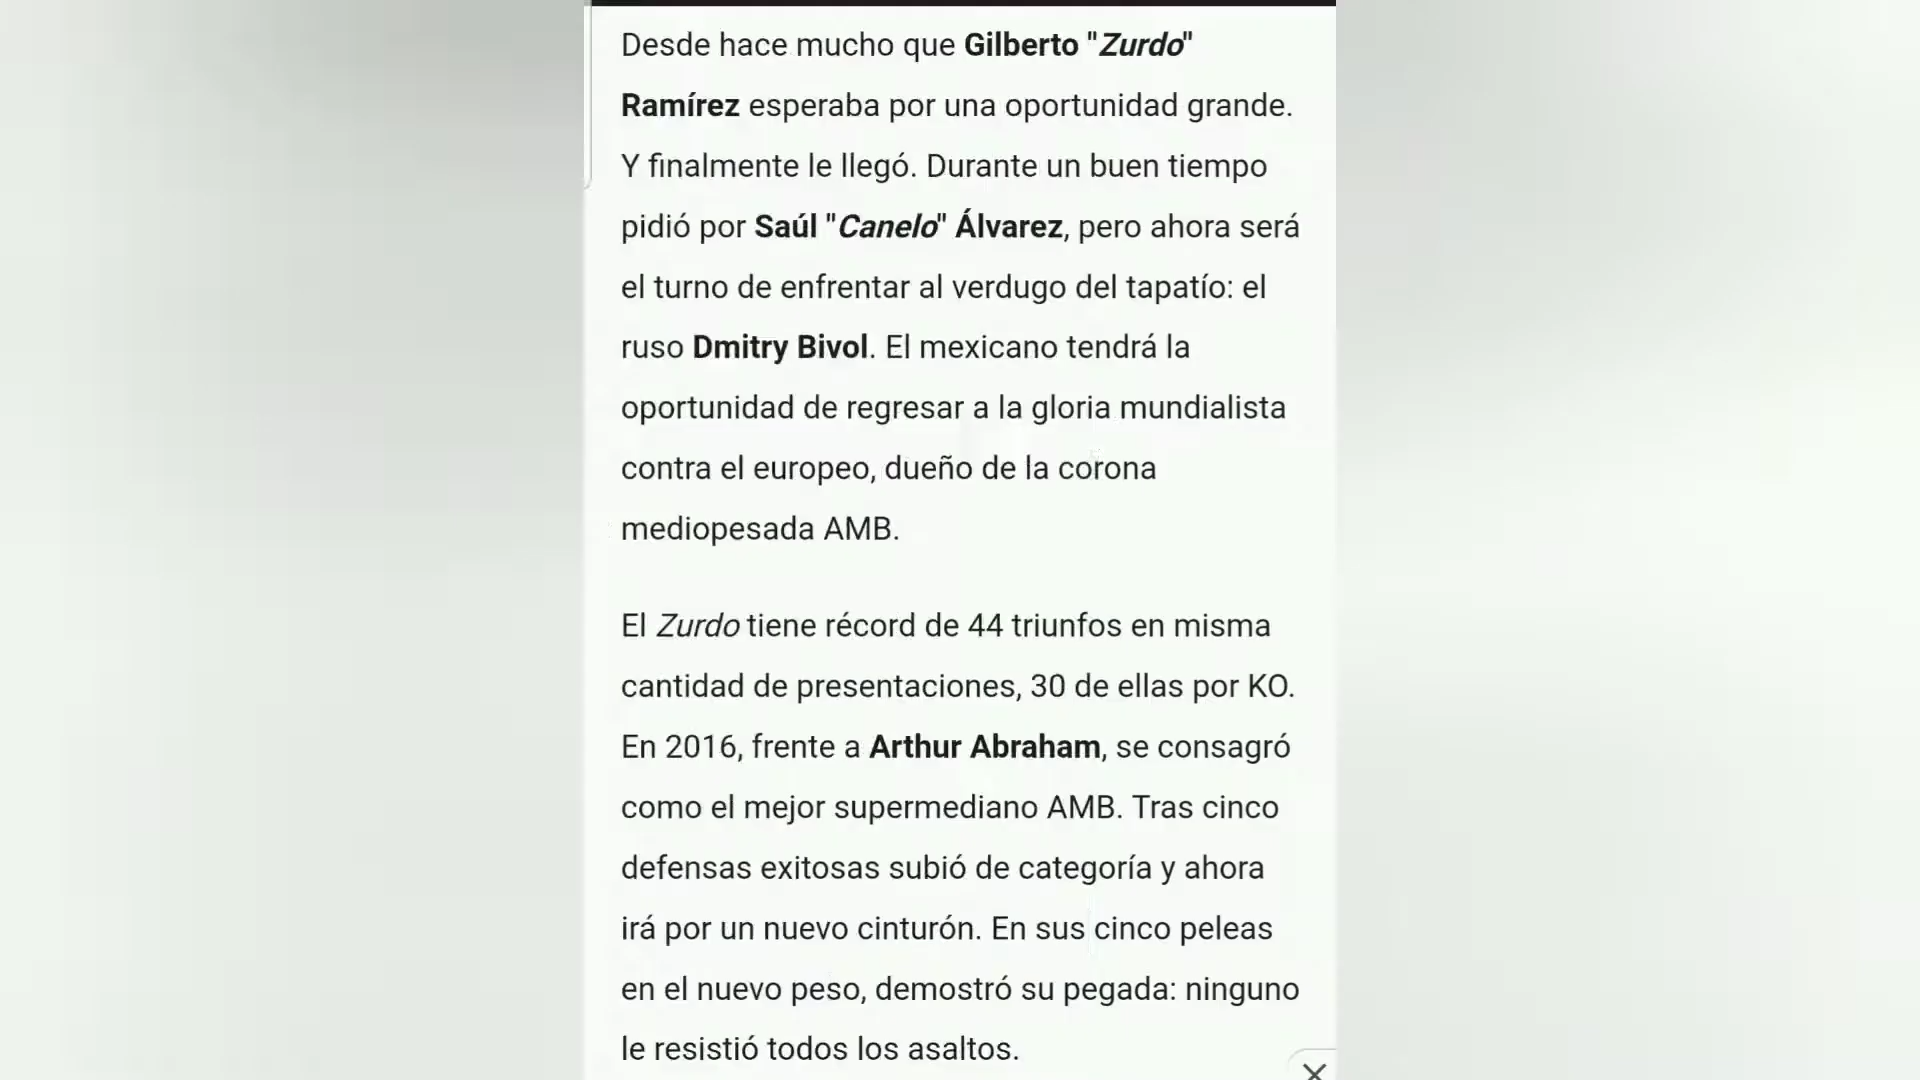 Desde hace mucho que Gilberto "Zurdo"
Ramírez esperaba por una oportunidad grande.
Y finalmente le llegó. Durante un buen tiempo
pidió por Saúl "Canelo" Álvarez, pero ahora será
el turno de enfrentar al verdugo del tapatío: el
ruso Dmitry Bivol. El mexicano tendrá la
oportunidad de regresar a la gloria mundialista
contra el europeo, dueño de la corona
mediopesada AMB.
El Zurdo tiene récord de 44 triunfos en misma
cantidad de presentaciones, 30 de ellas por KO.
En 2016, frente a Arthur Abraham, se consagró
como el mejor supermediano AMB. Tras cinco
defensas exitosas subió de categoría y ahora
irá por un nuevo cinturón. En sus cinco peleas
en el nuevo peso, demostró su pegada: ninguno
le resistió todos los asaltos.